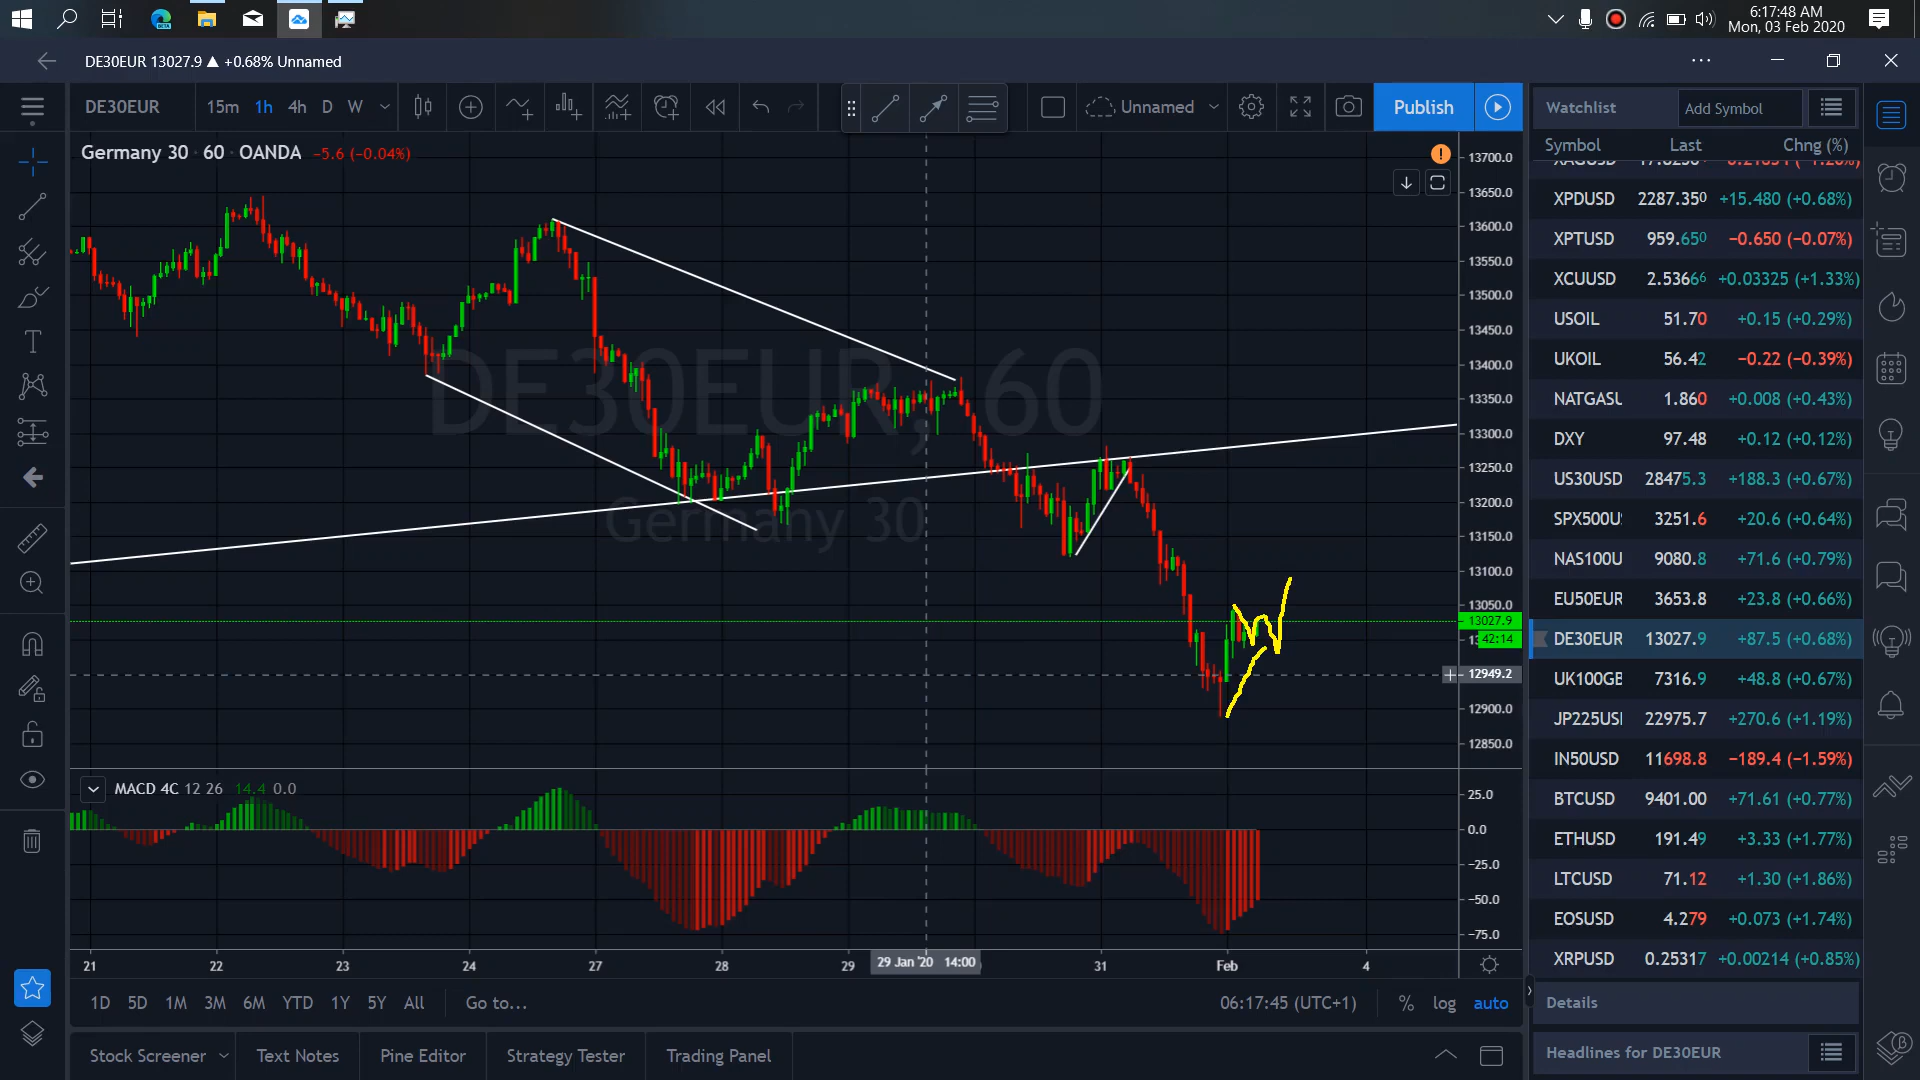 6:17:48 AM
Mon, 03 Feb 2020
DE30EUR 13027.9 ▲ +0.68% Unnamed
DE30EUR 15m 1h 4h D W Unnamed Publish
Watchlist Add Symbol
Symbol Last Chng (%)
Germany 30 · 60 · OANDA −5.6 (−0.04%)
XPDUSD 2287.350 +15.480 (+0.68%)
XPTUSD 959.650 −0.650 (−0.07%)
XCUUSD 2.53666 +0.03325 (+1.33%)
USOIL 51.70 +0.15 (+0.29%)
UKOIL 56.42 −0.22 (−0.39%)
NATGASU 1.860 +0.008 (+0.43%)
DXY 97.48 +0.12 (+0.12%)
US30USD 28475.3 +188.3 (+0.67%)
SPX500U 3251.6 +20.6 (+0.64%)
NAS100U 9080.8 +71.6 (+0.79%)
EU50EUR 3653.8 +23.8 (+0.66%)
DE30EUR 13027.9 +87.5 (+0.68%)
UK100GB 7316.9 +48.8 (+0.67%)
JP225US 22975.7 +270.6 (+1.19%)
IN50USD 11698.8 −189.4 (−1.59%)
BTCUSD 9401.00 +71.61 (+0.77%)
ETHUSD 191.49 +3.33 (+1.77%)
LTCUSD 71.12 +1.30 (+1.86%)
EOSUSD 4.279 +0.073 (+1.74%)
XRPUSD 0.25317 +0.00214 (+0.85%)
Details
Headlines for DE30EUR
13700.0
13650.0
13600.0
13550.0
13500.0
13450.0
13400.0
13350.0
13300.0
13250.0
13200.0
13150.0
13100.0
13050.0
13027.9
42:14
12949.2
12900.0
12850.0
DE30EUR, 60
Germany 30
MACD 4C 12 26 14.4 0.0
25.0
0.0
−25.0
−50.0
−75.0
21 22 23 24 27 28 29 29 Jan '20 14:00 31 Feb 4
1D 5D 1M 3M 6M YTD 1Y 5Y All Go to... 06:17:45 (UTC+1) % log auto
Stock Screener Text Notes Pine Editor Strategy Tester Trading Panel